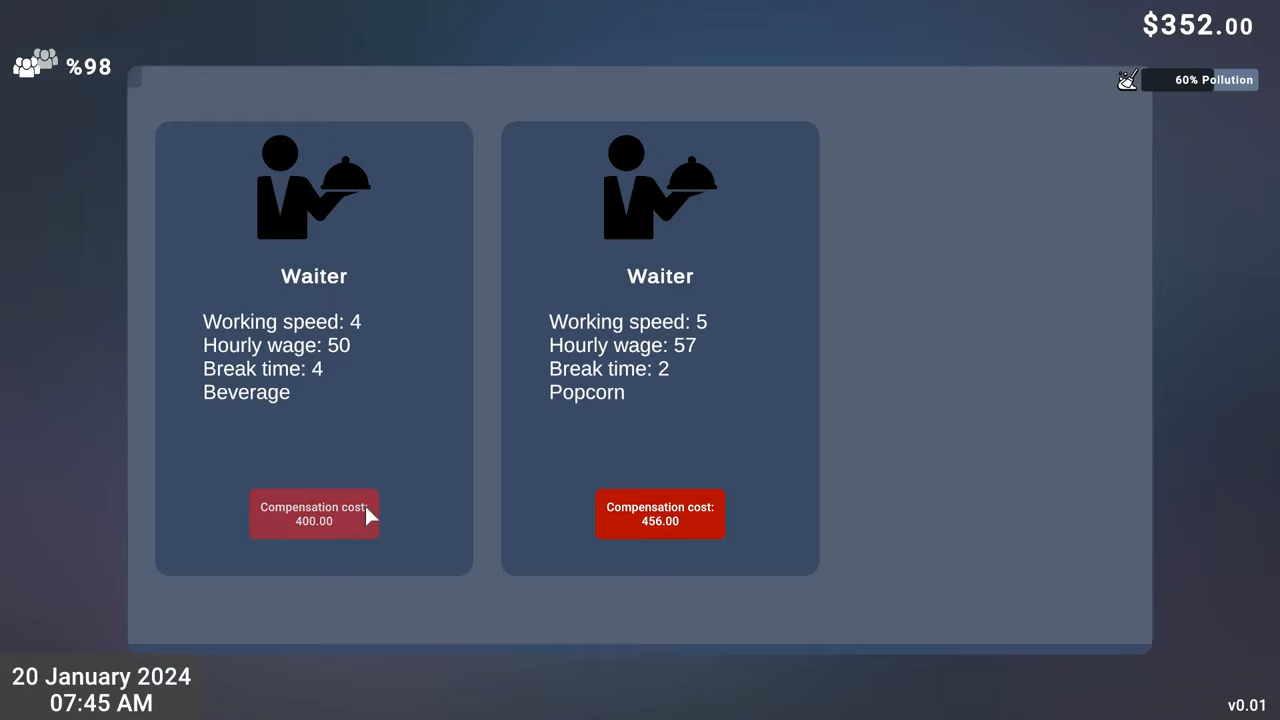 $352.00
%98
60% Pollution
Waiter
Working speed: 4
Hourly wage: 50
Break time: 4
Beverage
Compensation cost:
400.00
Waiter
Working speed: 5
Hourly wage: 57
Break time: 2
Popcorn
Compensation cost:
456.00
20 January 2024
07:45 AM
v0.01